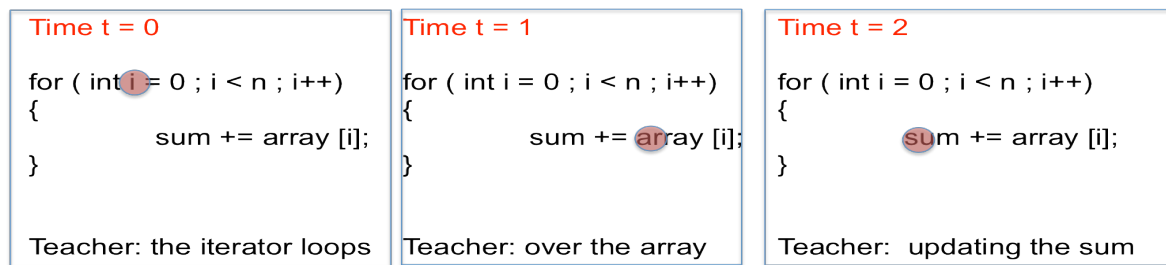 Time t = 0
for ( int i = 0 ; i < n ; i++)
{
sum += array [i];
}
Teacher: the iterator loops
Time t = 1
for ( int i = 0 ; i < n ; i++)
{
sum += array [i];
}
Teacher: over the array
Time t = 2
for ( int i = 0 ; i < n ; i++)
{
sum += array [i];
}
Teacher:  updating the sum